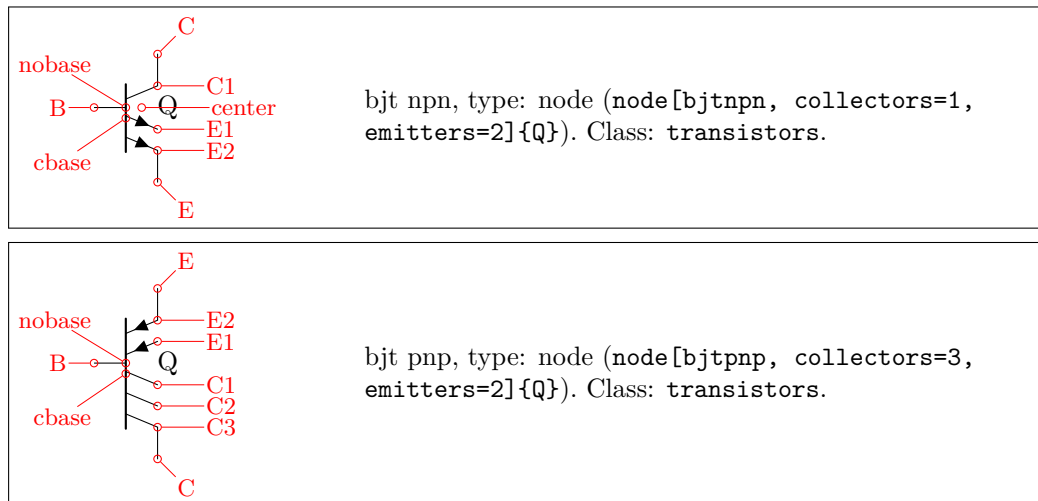 C
nobase
C1
B Q center
E1
E2
cbase
E
bjt npn, type: node (node[bjtnpn, collectors=1,
emitters=2]{Q}). Class: transistors.
E
nobase
E2
E1
B Q
C1
C2
cbase
C3
C
bjt pnp, type: node (node[bjtpnp, collectors=3,
emitters=2]{Q}). Class: transistors.